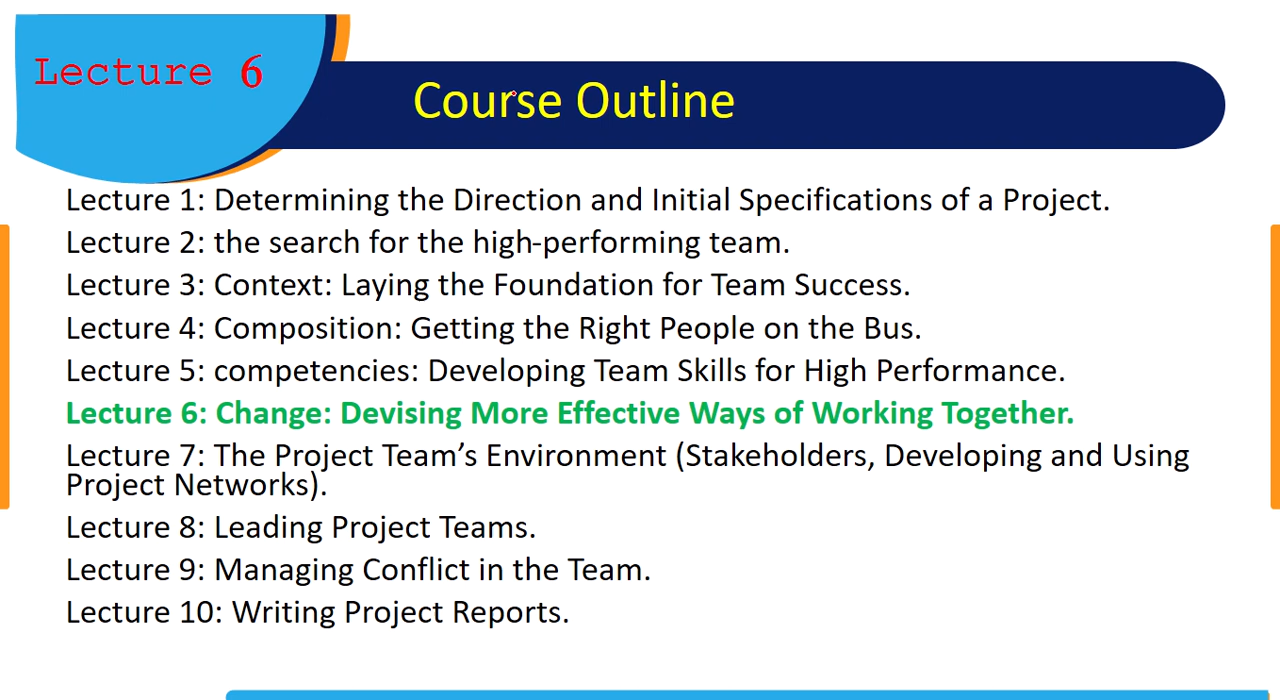 Lecture 6
Course Outline
Lecture 1: Determining the Direction and Initial Specifications of a Project.
Lecture 2: the search for the high-performing team.
Lecture 3: Context: Laying the Foundation for Team Success.
Lecture 4: Composition: Getting the Right People on the Bus.
Lecture 5: competencies: Developing Team Skills for High Performance.
Lecture 6: Change: Devising More Effective Ways of Working Together.
Lecture 7: The Project Team’s Environment (Stakeholders, Developing and Using
Project Networks).
Lecture 8: Leading Project Teams.
Lecture 9: Managing Conflict in the Team.
Lecture 10: Writing Project Reports.